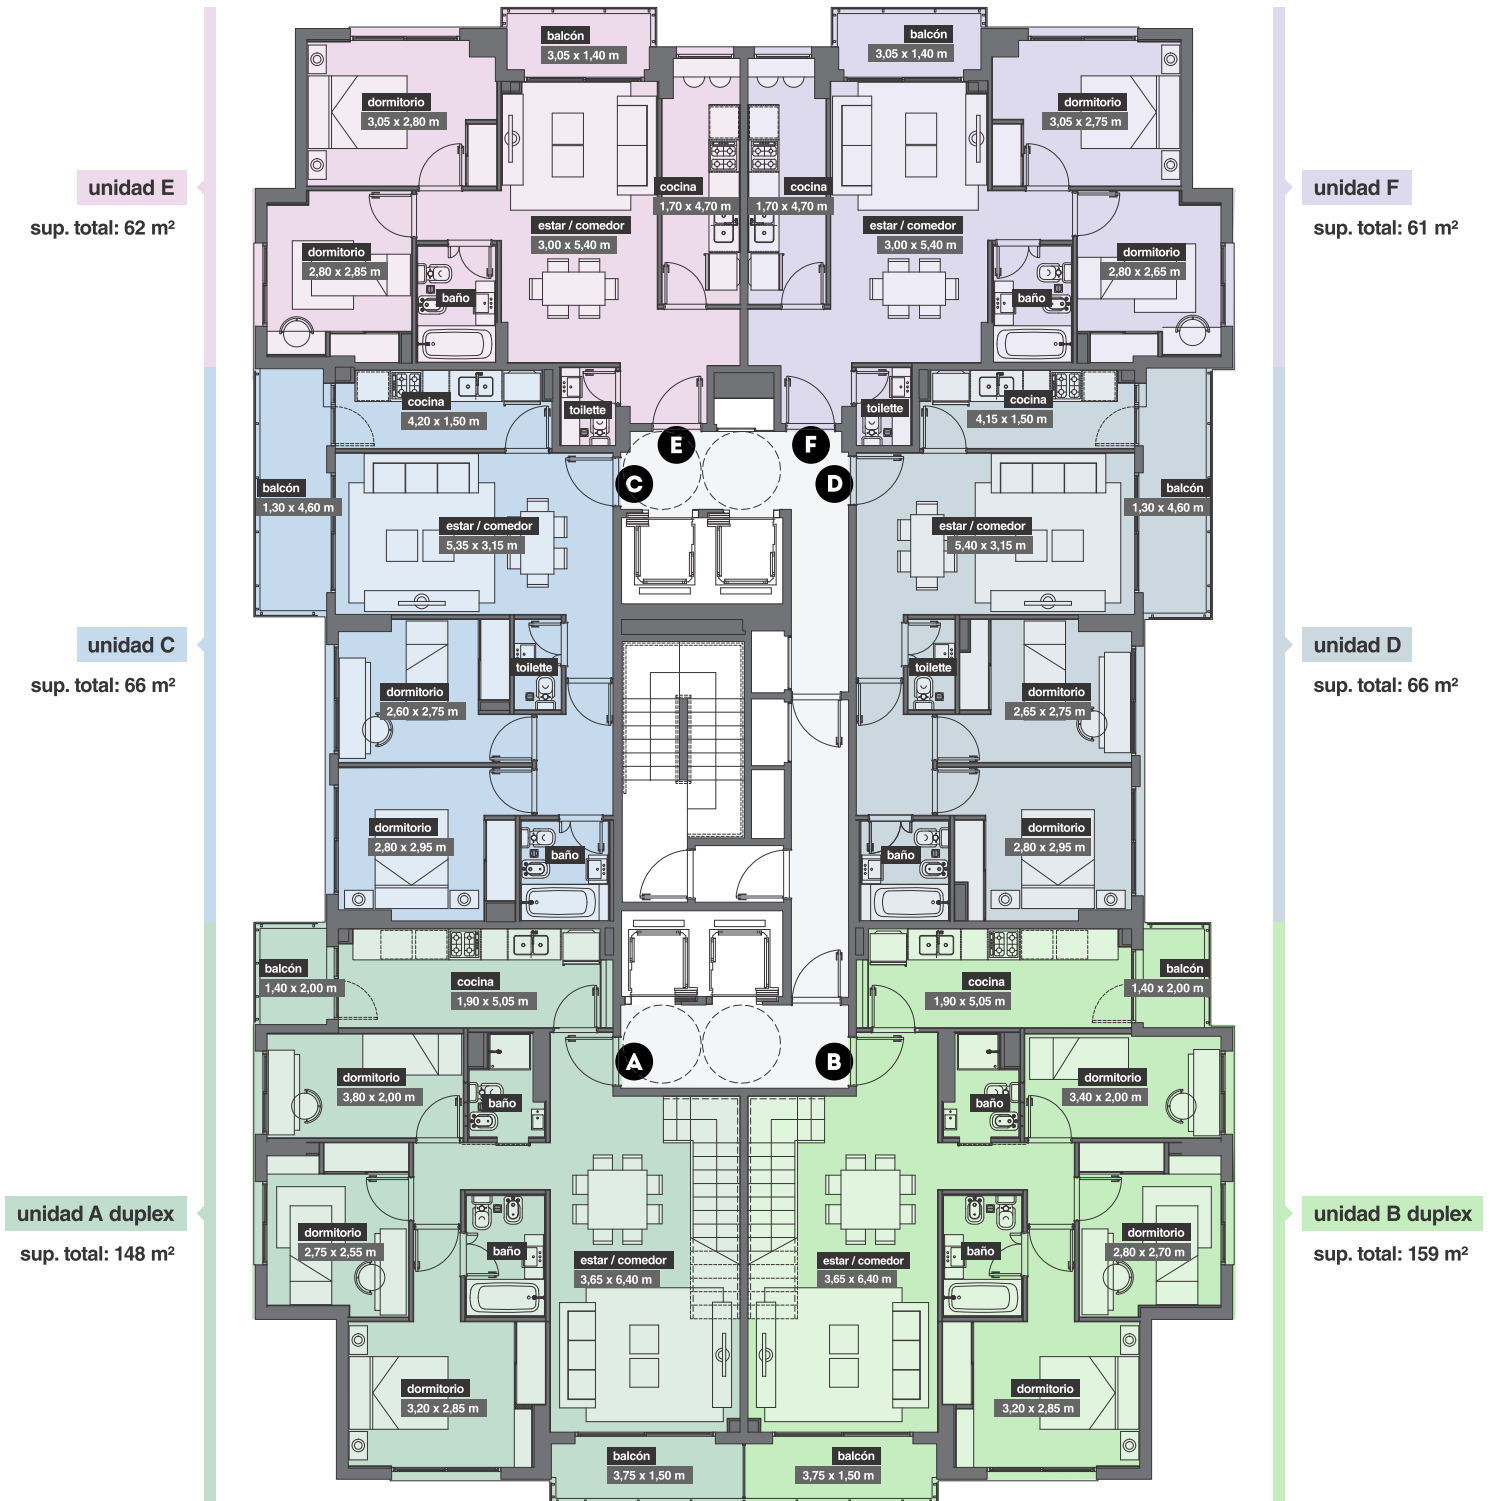 balcón
3,05 x 1,40 m
balcón
3,05 x 1,40 m
dormitorio
3,05 x 2,80 m
dormitorio
3,05 x 2,75 m
unidad E
sup. total: 62 m²
cocina
1,70 x 4,70 m
cocina
1,70 x 4,70 m
unidad F
sup. total: 61 m²
estar / comedor
3,00 x 5,40 m
estar / comedor
3,00 x 5,40 m
dormitorio
2,80 x 2,85 m
dormitorio
2,80 x 2,65 m
baño
baño
cocina
4,20 x 1,50 m
toilette
toilette
cocina
4,15 x 1,50 m
E
F
C
D
balcón
1,30 x 4,60 m
balcón
1,30 x 4,60 m
estar / comedor
5,35 x 3,15 m
estar / comedor
5,40 x 3,15 m
unidad C
sup. total: 66 m²
unidad D
sup. total: 66 m²
toilette
toilette
dormitorio
2,60 x 2,75 m
dormitorio
2,65 x 2,75 m
dormitorio
2,80 x 2,95 m
dormitorio
2,80 x 2,95 m
baño
baño
balcón
1,40 x 2,00 m
cocina
1,90 x 5,05 m
cocina
1,90 x 5,05 m
balcón
1,40 x 2,00 m
A
B
dormitorio
3,80 x 2,00 m
dormitorio
3,40 x 2,00 m
baño
baño
unidad A duplex
sup. total: 148 m²
unidad B duplex
sup. total: 159 m²
dormitorio
2,75 x 2,55 m
dormitorio
2,80 x 2,70 m
baño
baño
estar / comedor
3,65 x 6,40 m
estar / comedor
3,65 x 6,40 m
dormitorio
3,20 x 2,85 m
dormitorio
3,20 x 2,85 m
balcón
3,75 x 1,50 m
balcón
3,75 x 1,50 m